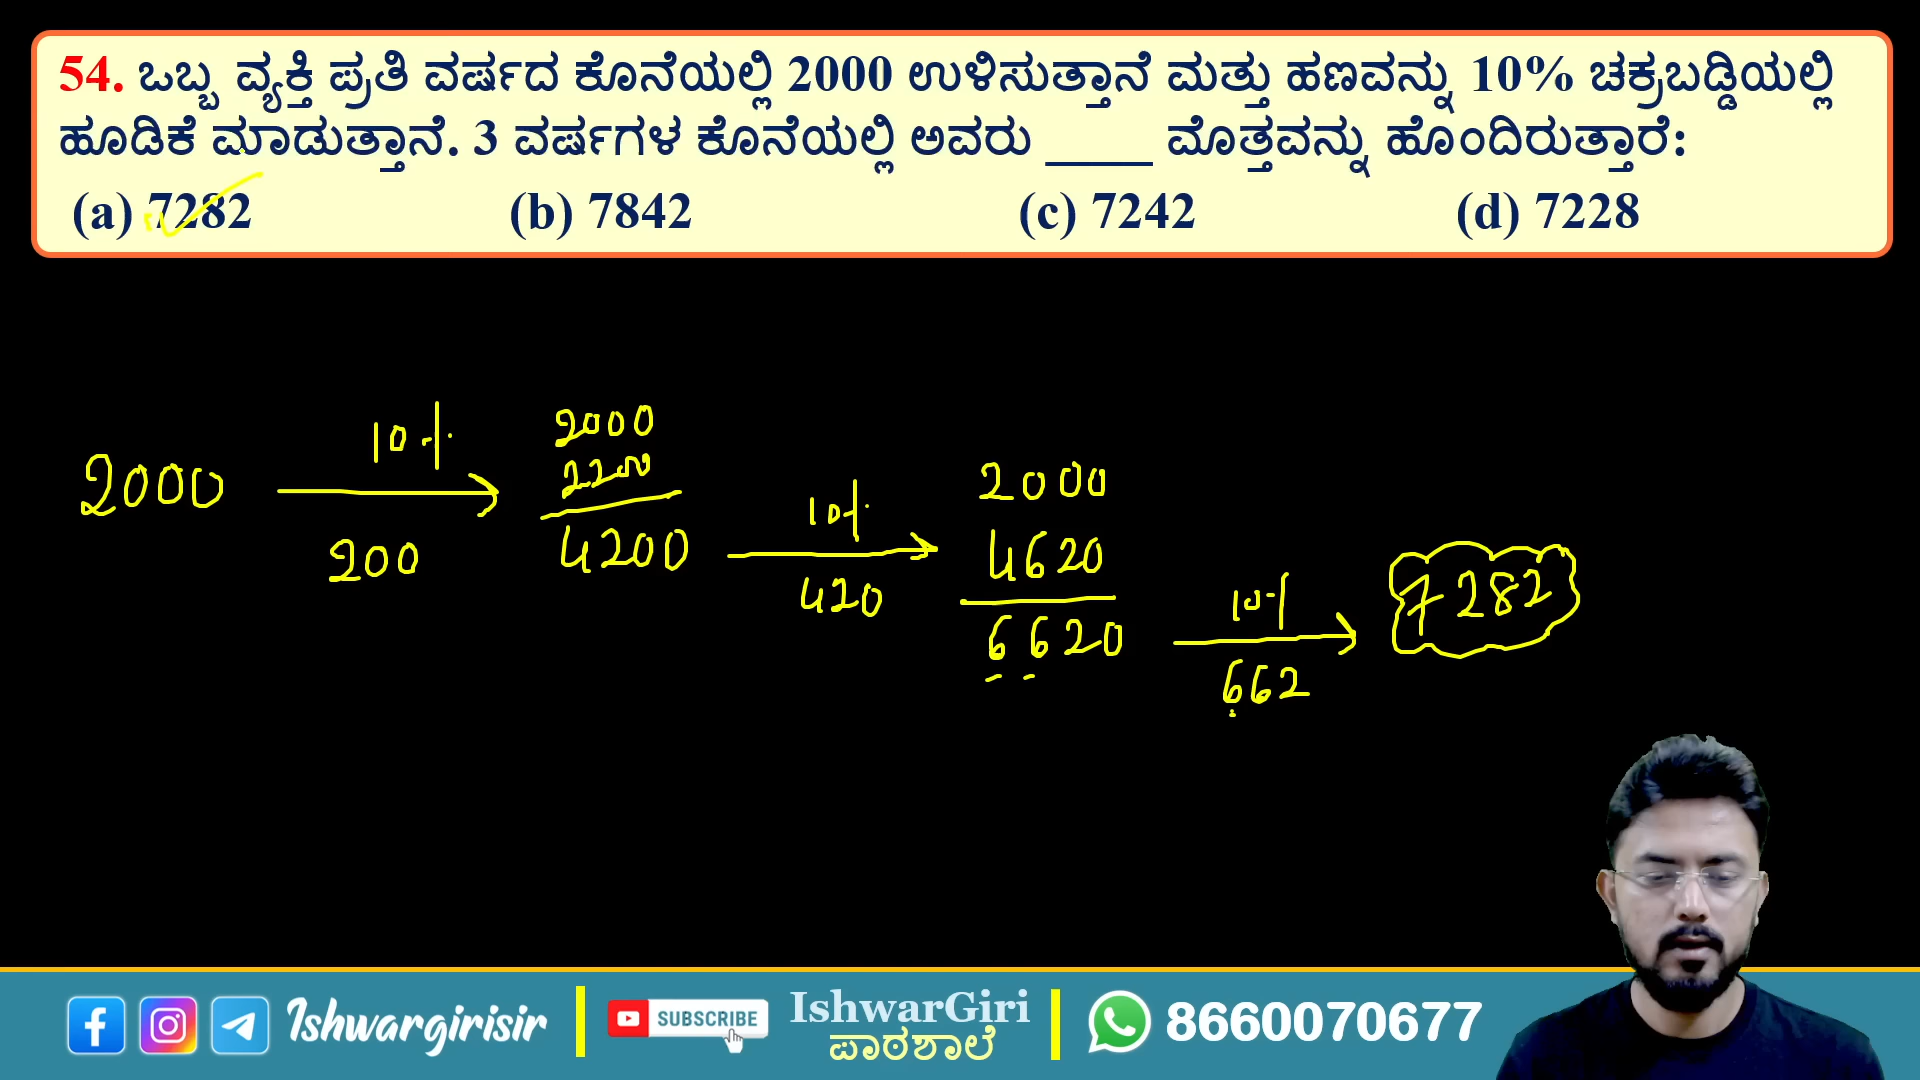 54. ಒಬ್ಬ ವ್ಯಕ್ತಿ ಪ್ರತಿ ವರ್ಷದ ಕೊನೆಯಲ್ಲಿ 2000 ಉಳಿಸುತ್ತಾನೆ ಮತ್ತು ಹಣವನ್ನು 10% ಚಕ್ರಬಡ್ಡಿಯಲ್ಲಿ
ಹೂಡಿಕೆ ಮಾಡುತ್ತಾನೆ. 3 ವರ್ಷಗಳ ಕೊನೆಯಲ್ಲಿ ಅವರು ____ ಮೊತ್ತವನ್ನು ಹೊಂದಿರುತ್ತಾರೆ:
(a) 7282 (b) 7842 (c) 7242 (d) 7228
2000
10%
200
2000
2200
4200
10%
420
2000
4620
6620
10%
662
7282
Ishwargirisir
SUBSCRIBE
IshwarGiri
ಪಾಠಶಾಲೆ
8660070677